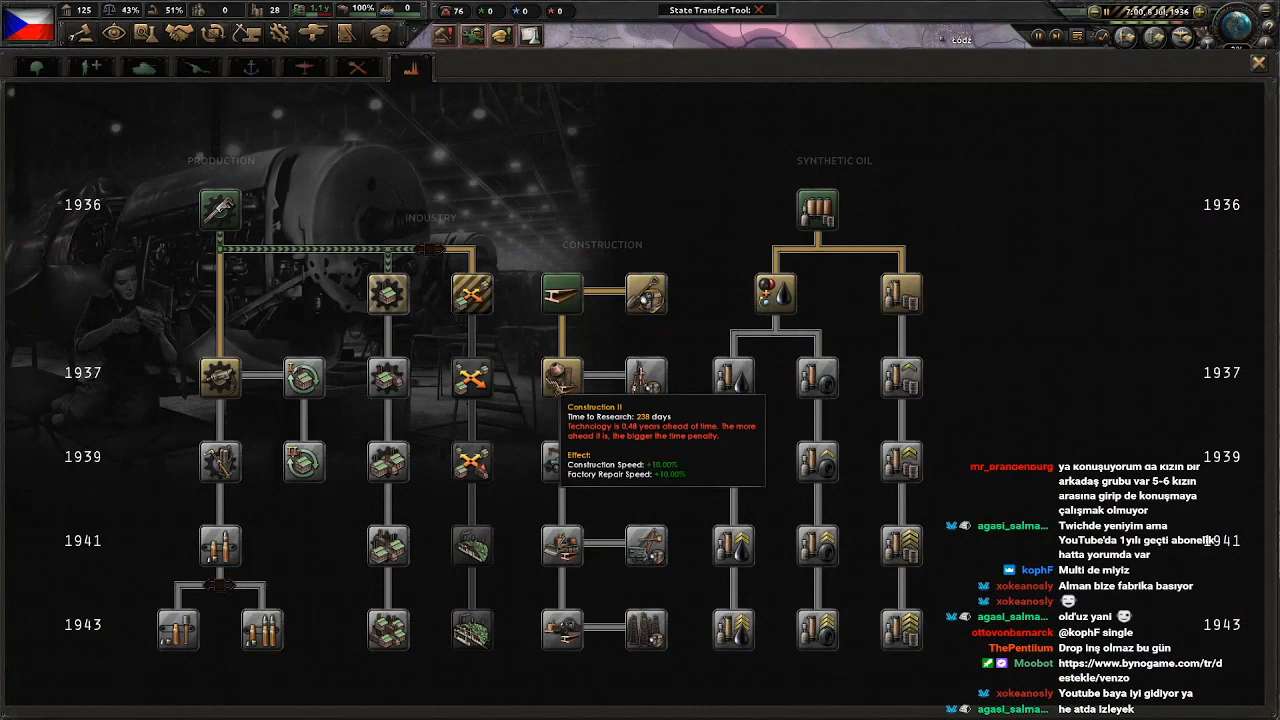 125
43%
51%
0
28
1.1 y
100%
0
76
0
0
0
State Transfer Tool:
7:00, 8 Jul, 1936
Łódź
PRODUCTION
SYNTHETIC OIL
1936
1936
INDUSTRY
CONSTRUCTION
1937
1937
Construction II
Time to Research: 238 days
Technology is 0.48 years ahead of time. The more
ahead it is, the bigger the time penalty.
Effect:
Construction Speed: +10.00%
Factory Repair Speed: +10.00%
1939
1939
1941
1941
1943
1943
mr_brandenburg ya konuşuyorum da kızın bir
arkadaş grubu var 5-6 kızın
arasına girip de konuşmaya
çalışmak olmuyor
agasi_salma... Twichde yeniyim ama
YouTube'da 1yılı geçti abonelik
hatta yorumda var
kophF Multi de miyiz
xokeanosly Alman bize fabrika basıyor
xokeanosly
agasi_salma... old'uz yani
ottovonbsmarck @kophF single
ThePentium Drop inş olmaz bu gün
Moobot https://www.bynogame.com/tr/d
estekle/venzo
xokeanosly Youtube baya iyi gidiyor ya
agasi_salma... he atda izleyek